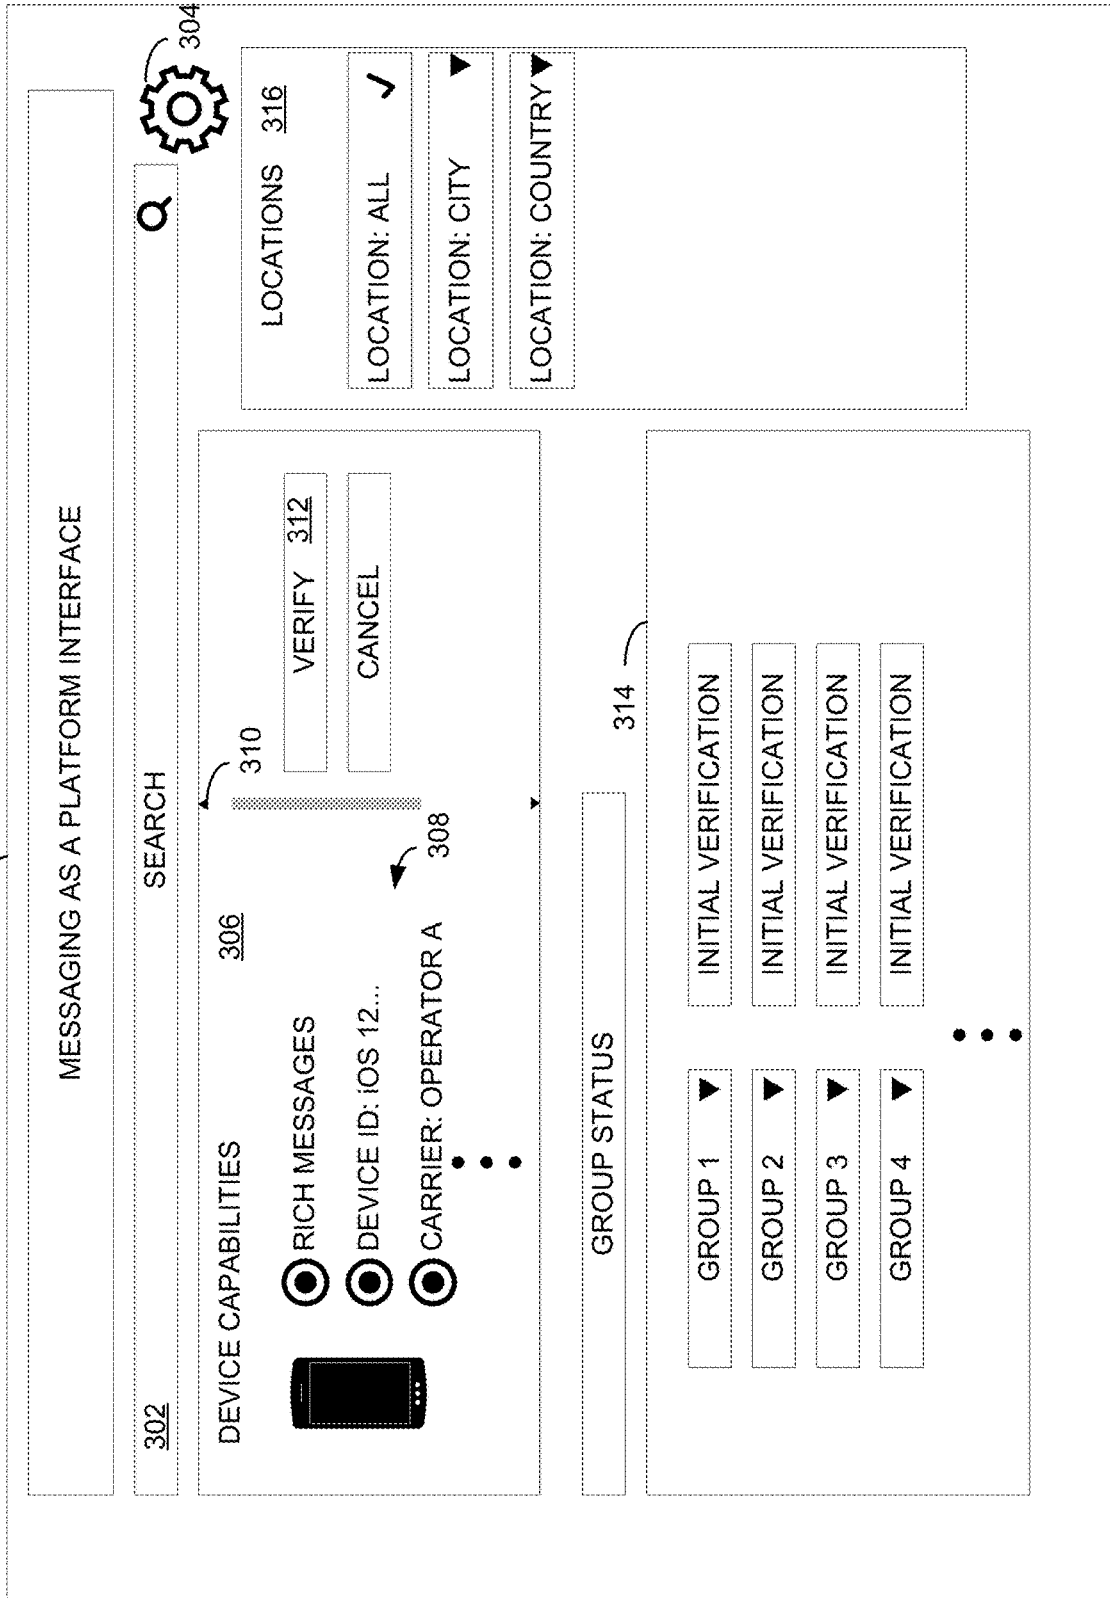 MESSAGING AS A PLATFORM INTERFACE
302 SEARCH
304
DEVICE CAPABILITIES 306
310
RICH MESSAGES
DEVICE ID: iOS 12...
CARRIER: OPERATOR A
308
VERIFY 312
CANCEL
LOCATIONS 316
LOCATION: ALL
LOCATION: CITY
LOCATION: COUNTRY
GROUP STATUS
314
GROUP 1 INITIAL VERIFICATION
GROUP 2 INITIAL VERIFICATION
GROUP 3 INITIAL VERIFICATION
GROUP 4 INITIAL VERIFICATION